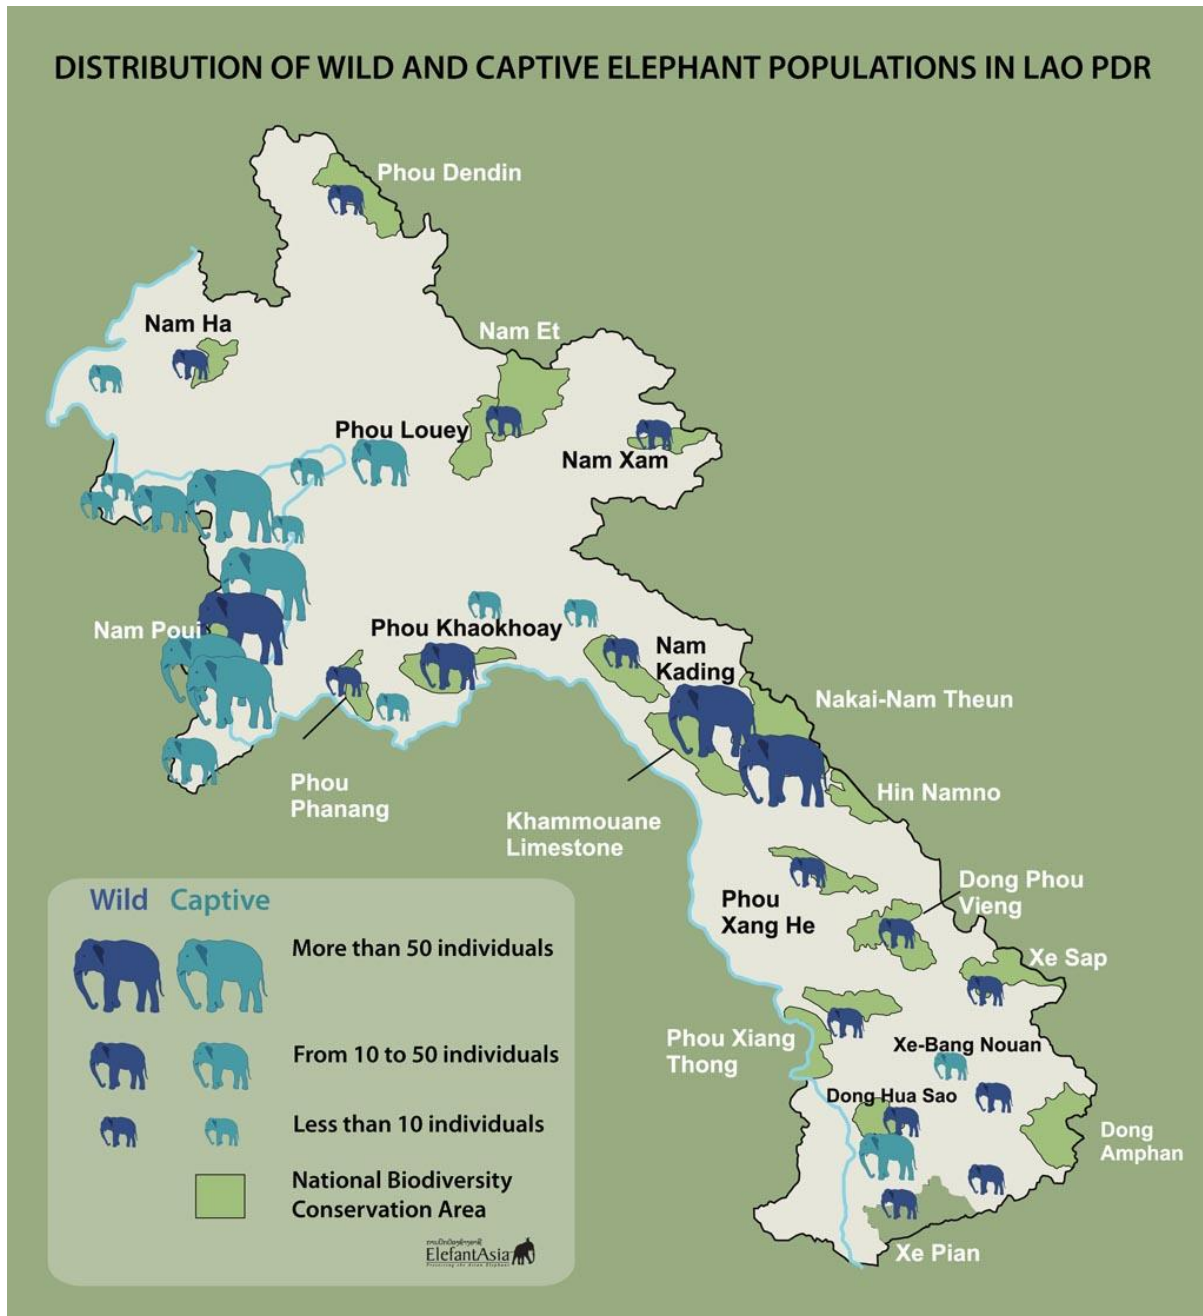 DISTRIBUTION OF WILD AND CAPTIVE ELEPHANT POPULATIONS IN LAO PDR
Phou Dendin
Nam Ha
Nam Et
Phou Louey
Nam Xam
Nam Poui
Phou Khaokhoay
Nam
Kading
Nakai-Nam Theun
Phou
Phanang
Hin Namno
Khammouane
Limestone
Phou
Xang He
Dong Phou
Vieng
Xe Sap
Phou Xiang
Thong
Xe-Bang Nouan
Dong Hua Sao
Dong
Amphan
Xe Pian
Wild Captive
More than 50 individuals
From 10 to 50 individuals
Less than 10 individuals
National Biodiversity
Conservation Area
ElefantAsia
Preserving the Asian Elephant